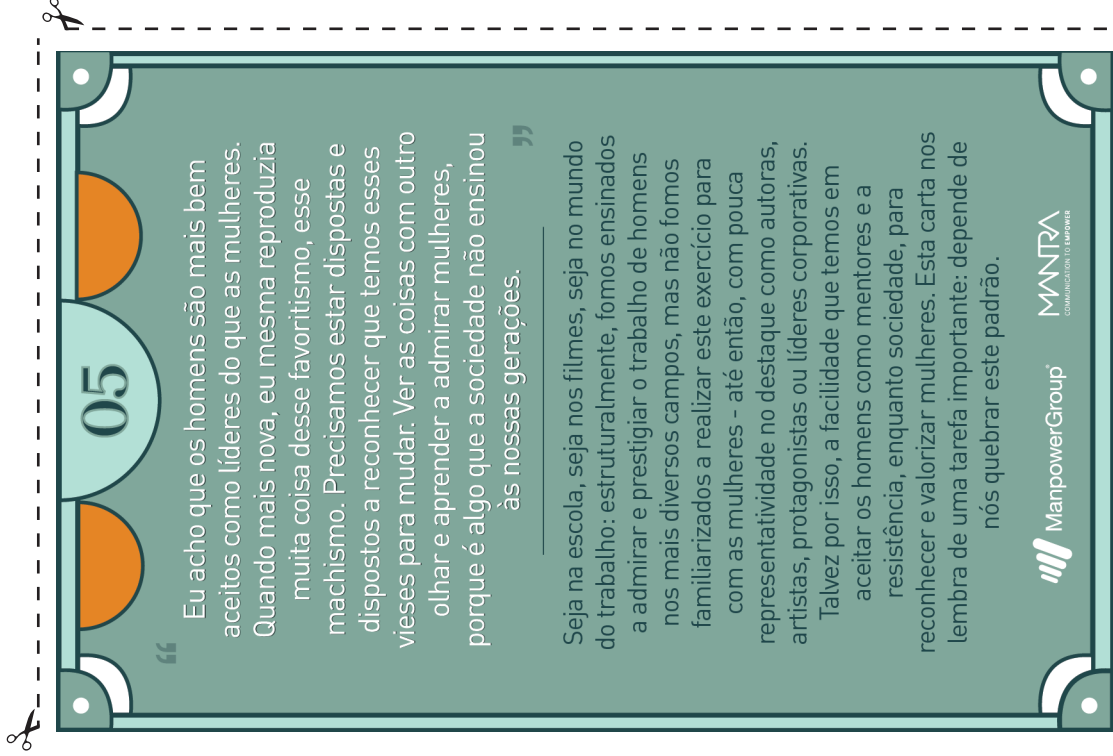 05
“
Eu acho que os homens são mais bem
aceitos como líderes do que as mulheres.
Quando mais nova, eu mesma reproduzia
muita coisa desse favoritismo, esse
machismo. Precisamos estar dispostas e
dispostos a reconhecer que temos esses
vieses para mudar. Ver as coisas com outro
olhar e aprender a admirar mulheres,
porque é algo que a sociedade não ensinou
às nossas gerações.
”
Seja na escola, seja nos filmes, seja no mundo
do trabalho: estruturalmente, fomos ensinados
a admirar e prestigiar o trabalho de homens
nos mais diversos campos, mas não fomos
familiarizados a realizar este exercício para
com as mulheres - até então, com pouca
representatividade no destaque como autoras,
artistas, protagonistas ou líderes corporativas.
Talvez por isso, a facilidade que temos em
aceitar os homens como mentores e a
resistência, enquanto sociedade, para
reconhecer e valorizar mulheres. Esta carta nos
lembra de uma tarefa importante: depende de
nós quebrar este padrão.
ManpowerGroup®
MANTRA
COMMUNICATION TO EMPOWER